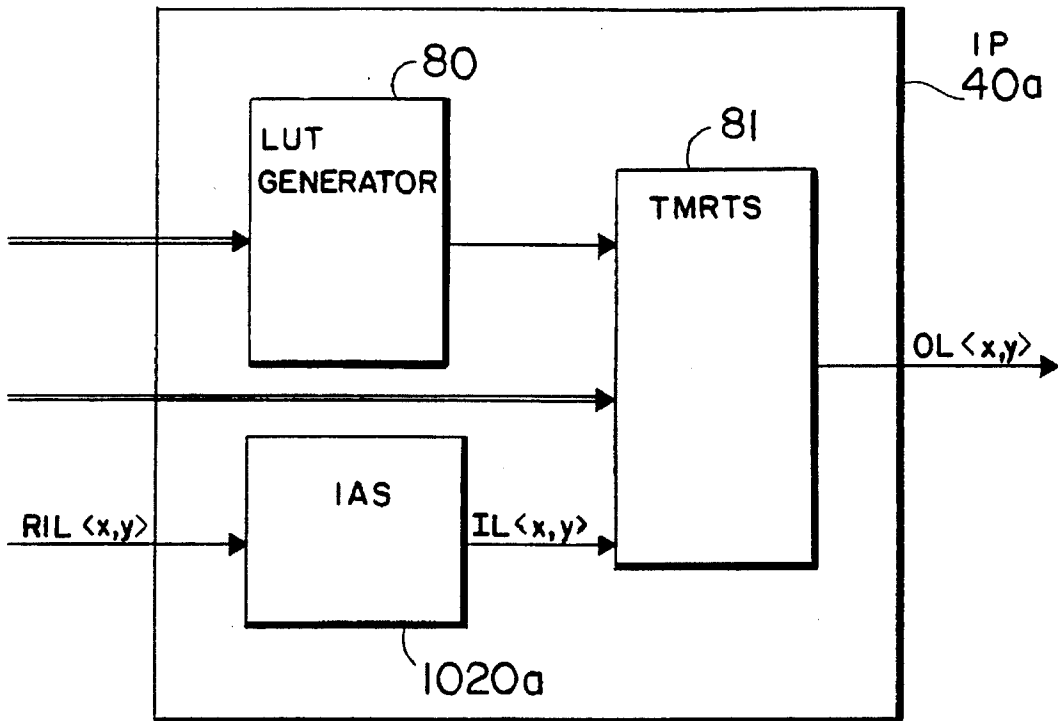 IP
40a
80
LUT
GENERATOR
81
TMRTS
OL <x,y>
IAS
RIL <x,y>
IL <x,y>
1020a